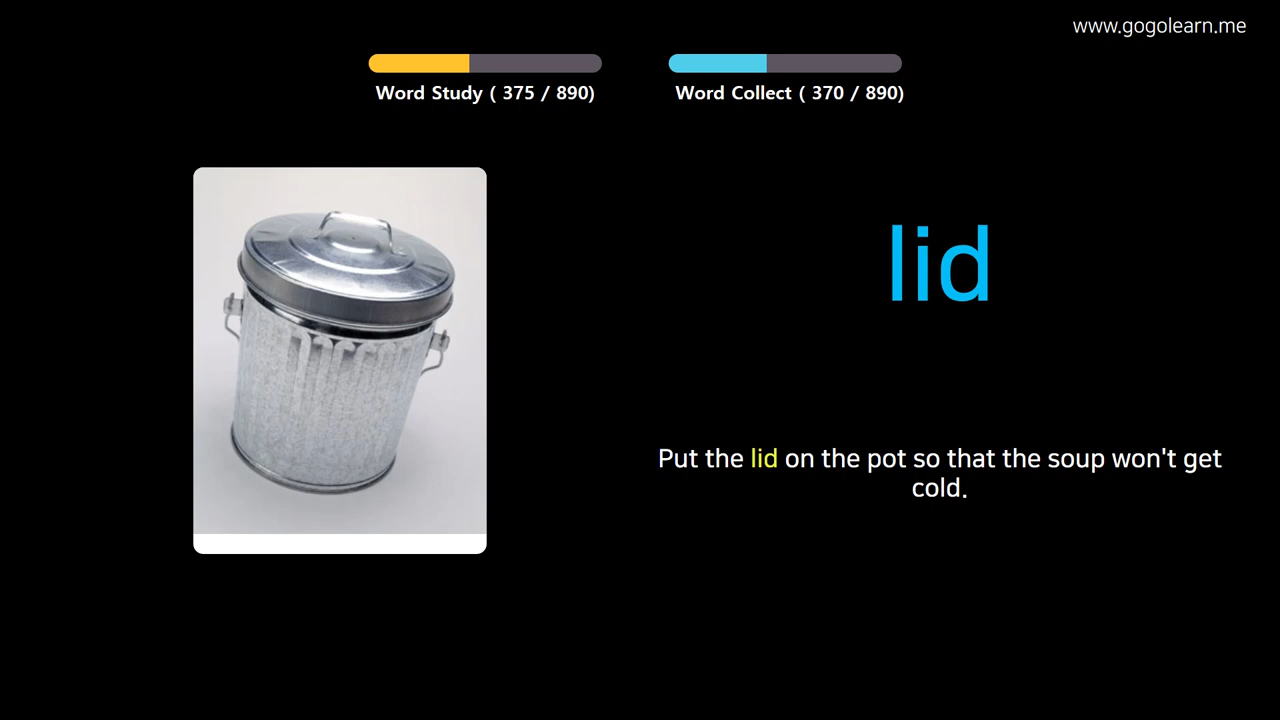 www.gogolearn.me
Word Study ( 375 / 890)
Word Collect ( 370 / 890)
lid
Put the lid on the pot so that the soup won't get
cold.